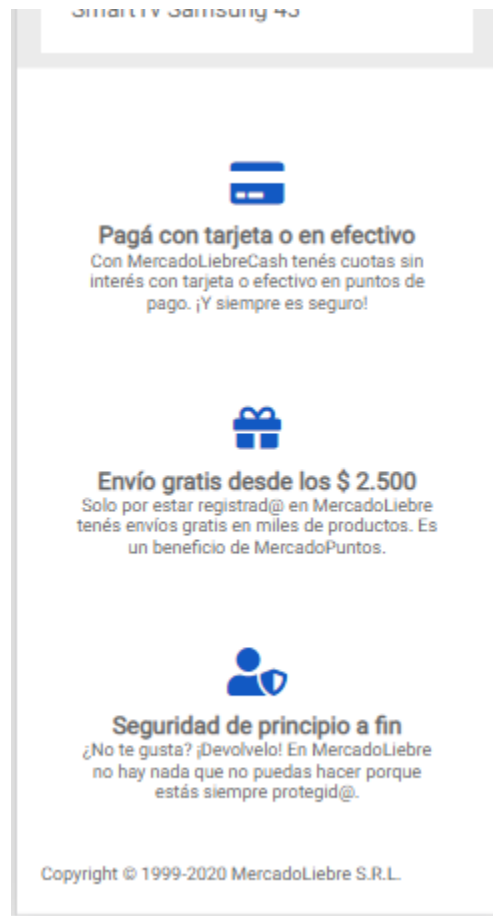 SmartTv Samsung 43
Pagá con tarjeta o en efectivo
Con MercadoLiebreCash tenés cuotas sin
interés con tarjeta o efectivo en puntos de
pago. ¡Y siempre es seguro!
Envío gratis desde los $ 2.500
Solo por estar registrad@ en MercadoLiebre
tenés envíos gratis en miles de productos. Es
un beneficio de MercadoPuntos.
Seguridad de principio a fin
¿No te gusta? ¡Devolvelo! En MercadoLiebre
no hay nada que no puedas hacer porque
estás siempre protegid@.
Copyright © 1999-2020 MercadoLiebre S.R.L.